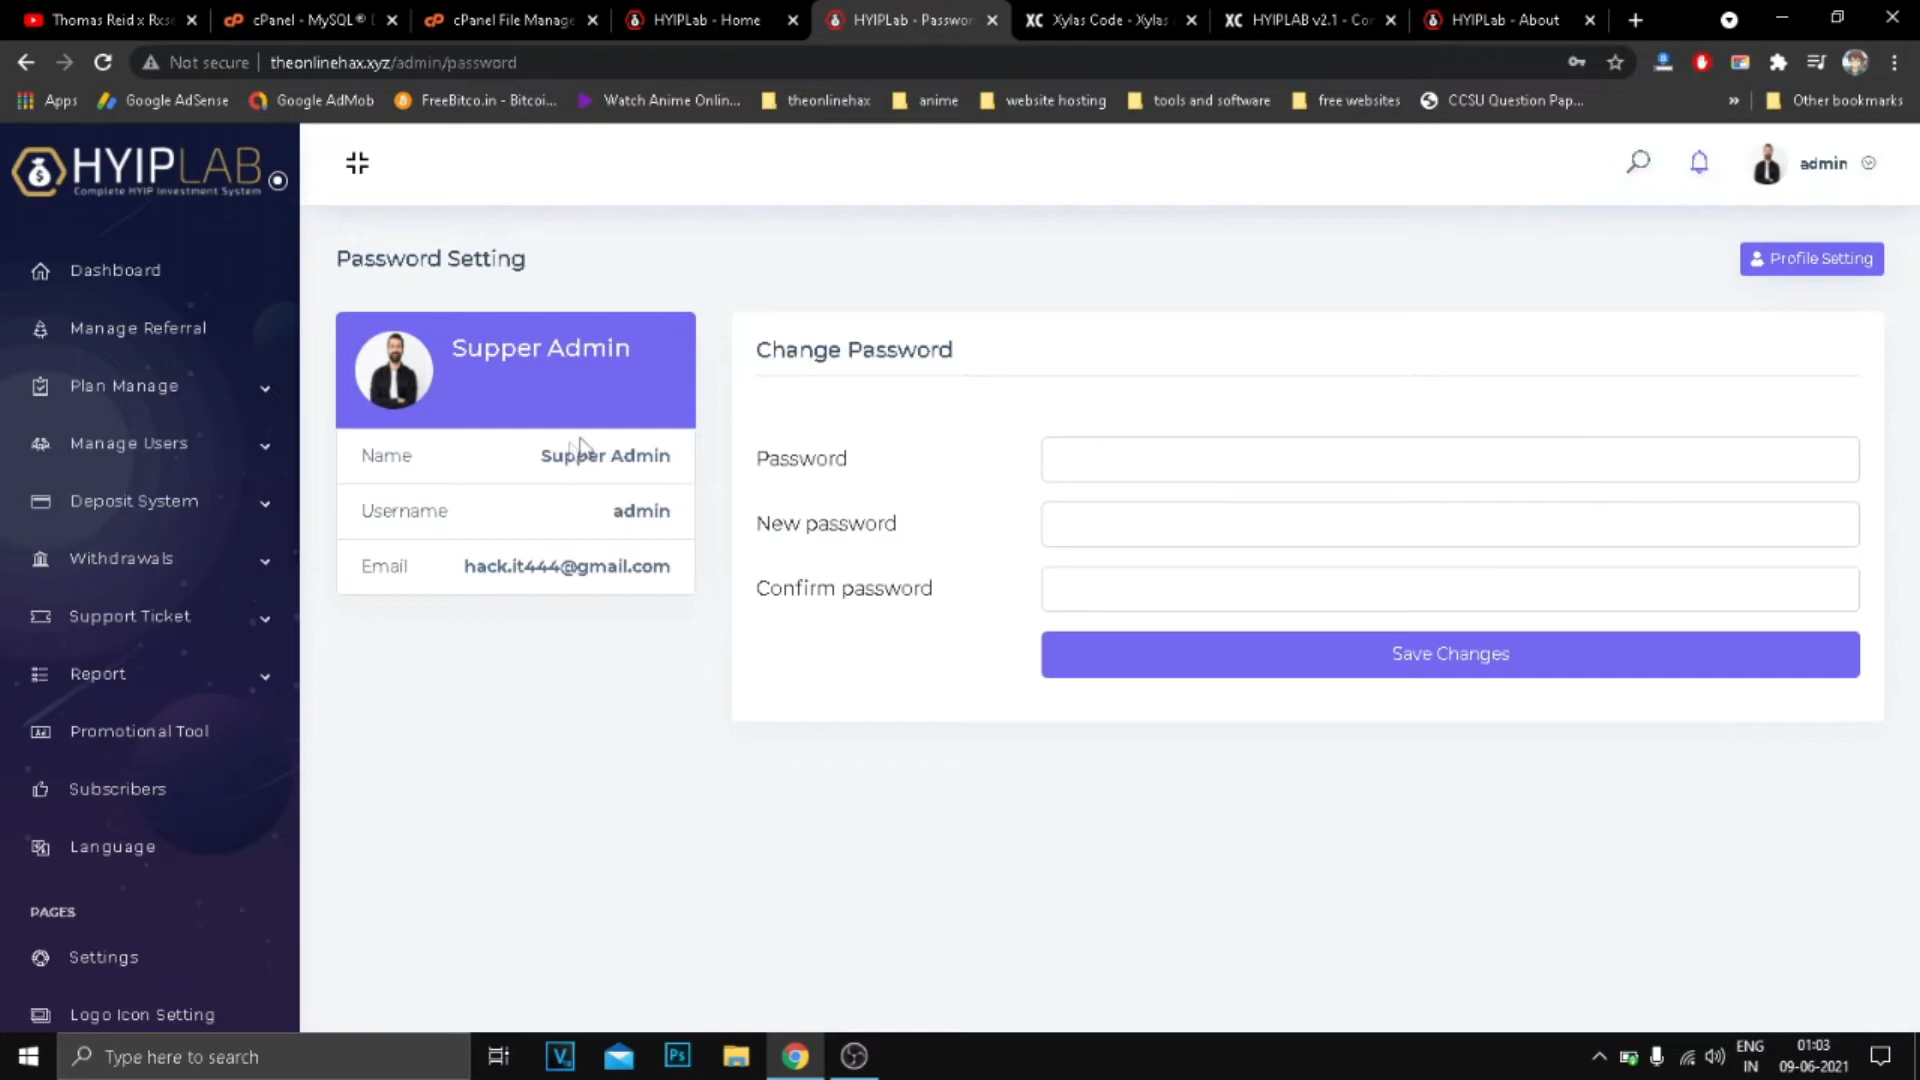 Thomas Reid x Rxse
cPanel - MySQL® D
cPanel File Manage
HYIPLab - Home
HYIPLab - Passwor
Xylas Code - Xylas
HYIPLAB v2.1 - Cor
HYIPLab - About
Not secure
theonlinehax.xyz/admin/password
Apps
Google AdSense
Google AdMob
FreeBitco.in - Bitcoi...
Watch Anime Onlin...
theonlinehax
anime
website hosting
tools and software
free websites
CCSU Question Pap...
»
Other bookmarks
HYIPLAB
Complete HYIP Investment System
admin
Dashboard
Manage Referral
Plan Manage
Manage Users
Deposit System
Withdrawals
Support Ticket
Report
Promotional Tool
Subscribers
Language
PAGES
Settings
Logo Icon Setting
Password Setting
Profile Setting
Supper Admin
Name Supper Admin
Username admin
Email hack.it444@gmail.com
Change Password
Password
New password
Confirm password
Save Changes
Type here to search
Ps
ENG
IN
01:03
09-06-2021